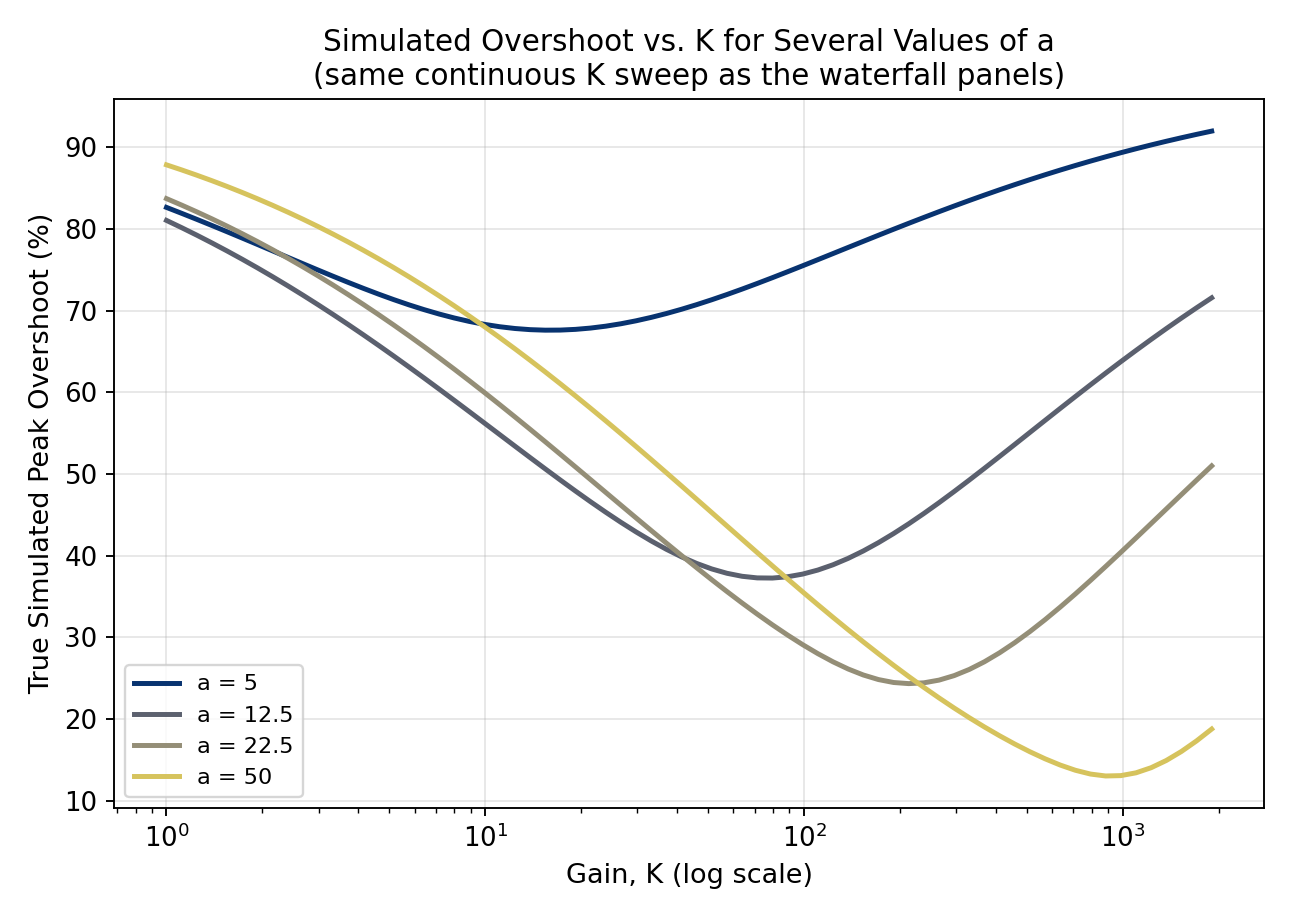 Simulated Overshoot vs. K for Several Values of a
(same continuous K sweep as the waterfall panels)
True Simulated Peak Overshoot (%)
90
80
70
60
50
40
30
20
10
a = 5
a = 12.5
a = 22.5
a = 50
10⁰ 10¹ 10² 10³
Gain, K (log scale)